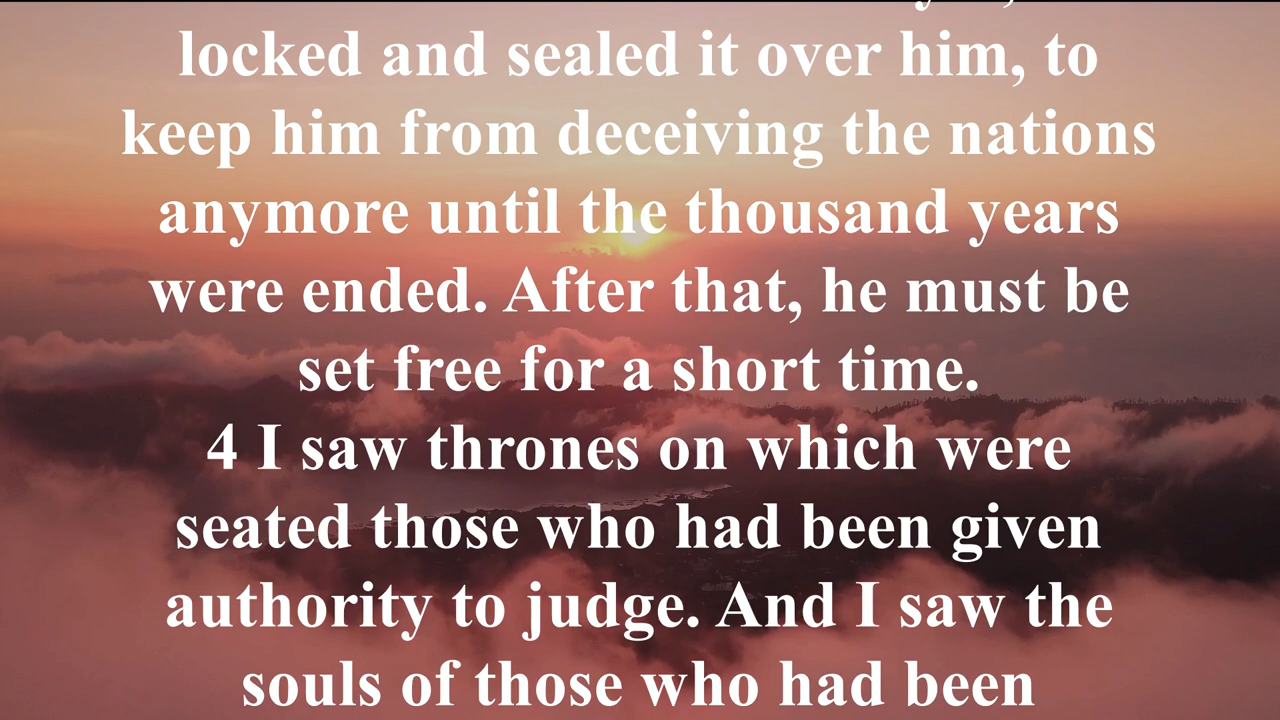 locked and sealed it over him, to
keep him from deceiving the nations
anymore until the thousand years
were ended. After that, he must be
set free for a short time.
4 I saw thrones on which were
seated those who had been given
authority to judge. And I saw the
souls of those who had been